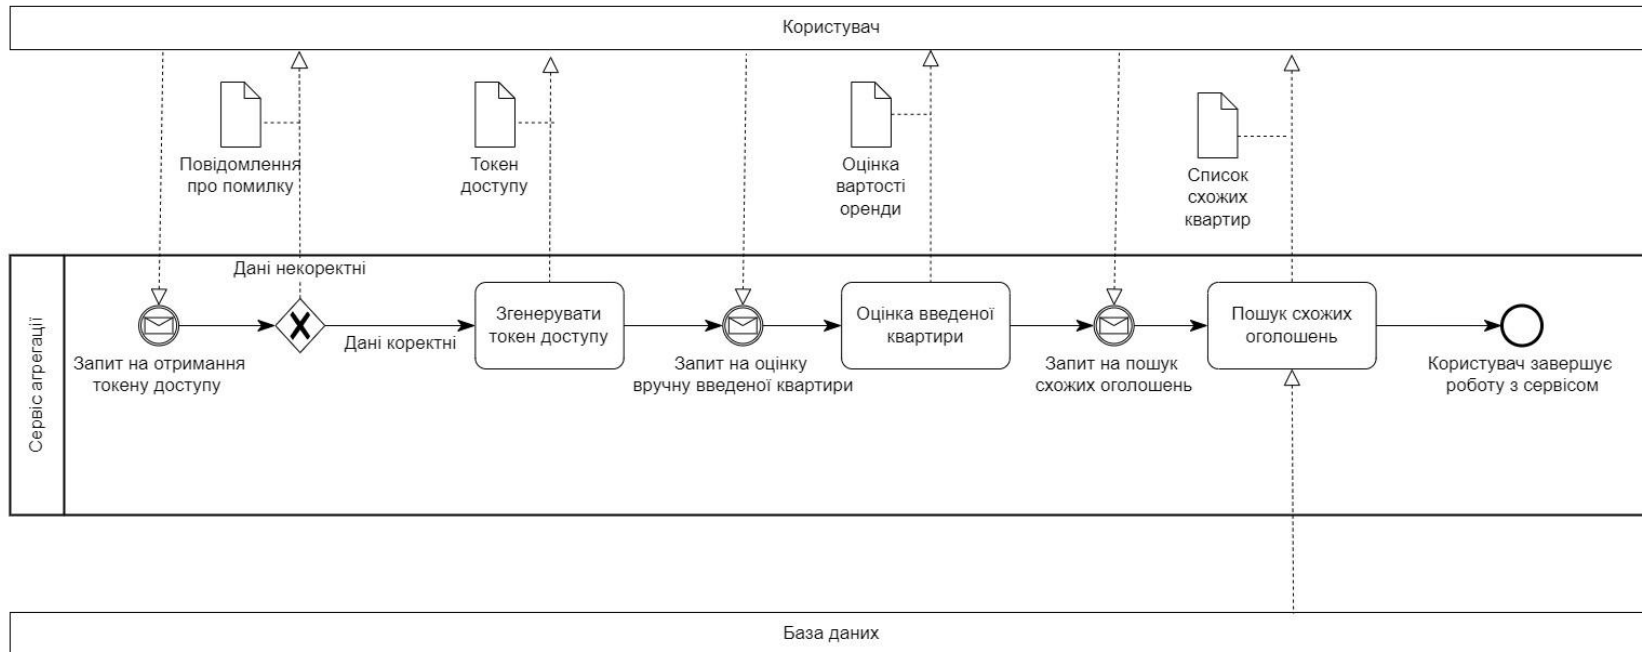 Користувач
Повідомлення
про помилку
Токен
доступу
Оцінка
вартості
оренди
Список
схожих
квартир
Сервіс агрегації
Дані некоректні
Запит на отримання
токену доступу
Дані коректні
Згенерувати
токен доступу
Запит на оцінку
вручну введеної квартири
Оцінка введеної
квартири
Запит на пошук
схожих оголошень
Пошук схожих
оголошень
Користувач завершує
роботу з сервісом
База даних